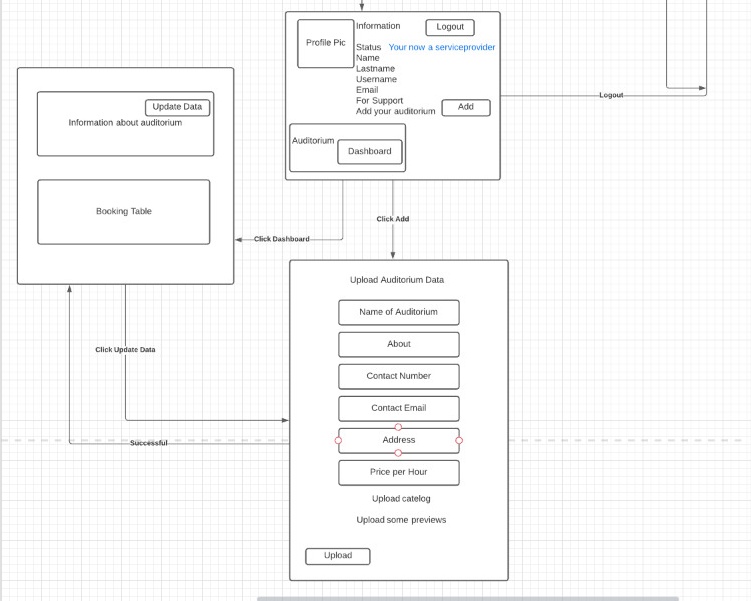 Profile Pic
Information
Logout
Status Your now a serviceprovider
Name
Lastname
Username
Email
For Support
Add your auditorium
Add
Auditorium
Dashboard
Logout
Update Data
Information about auditorium
Booking Table
Click Dashboard
Click Add
Upload Auditorium Data
Name of Auditorium
About
Contact Number
Contact Email
Address
Price per Hour
Upload catelog
Upload some previews
Upload
Click Update Data
Successful